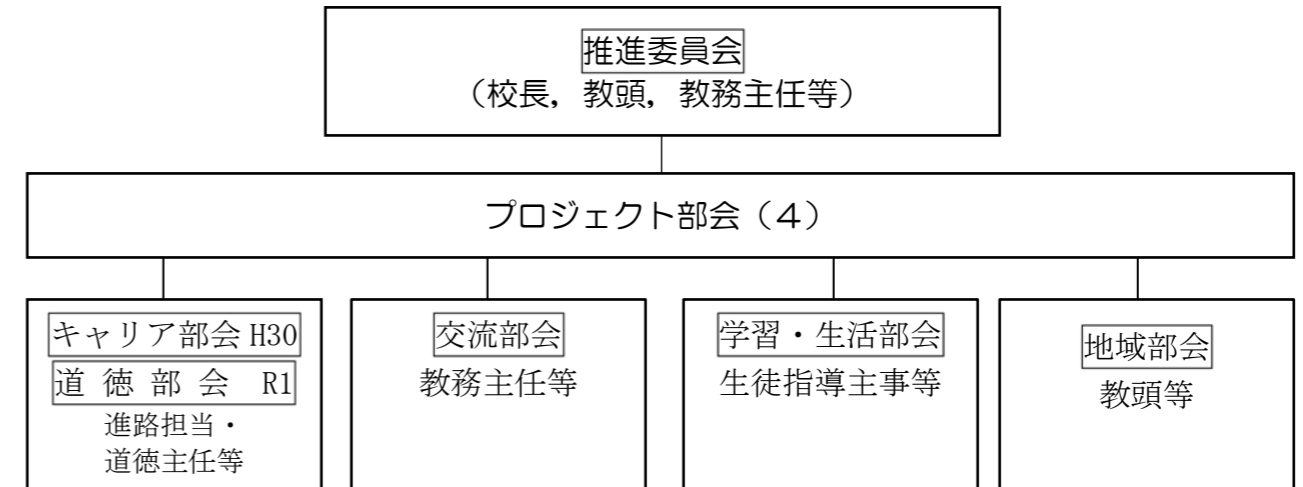 推進委員会
（校長，教頭，教務主任等）
プロジェクト部会（４）
キャリア部会 H30
道 徳 部 会　R1
進路担当・
道徳主任等
交流部会
教務主任等
学習・生活部会
生徒指導主事等
地域部会
教頭等